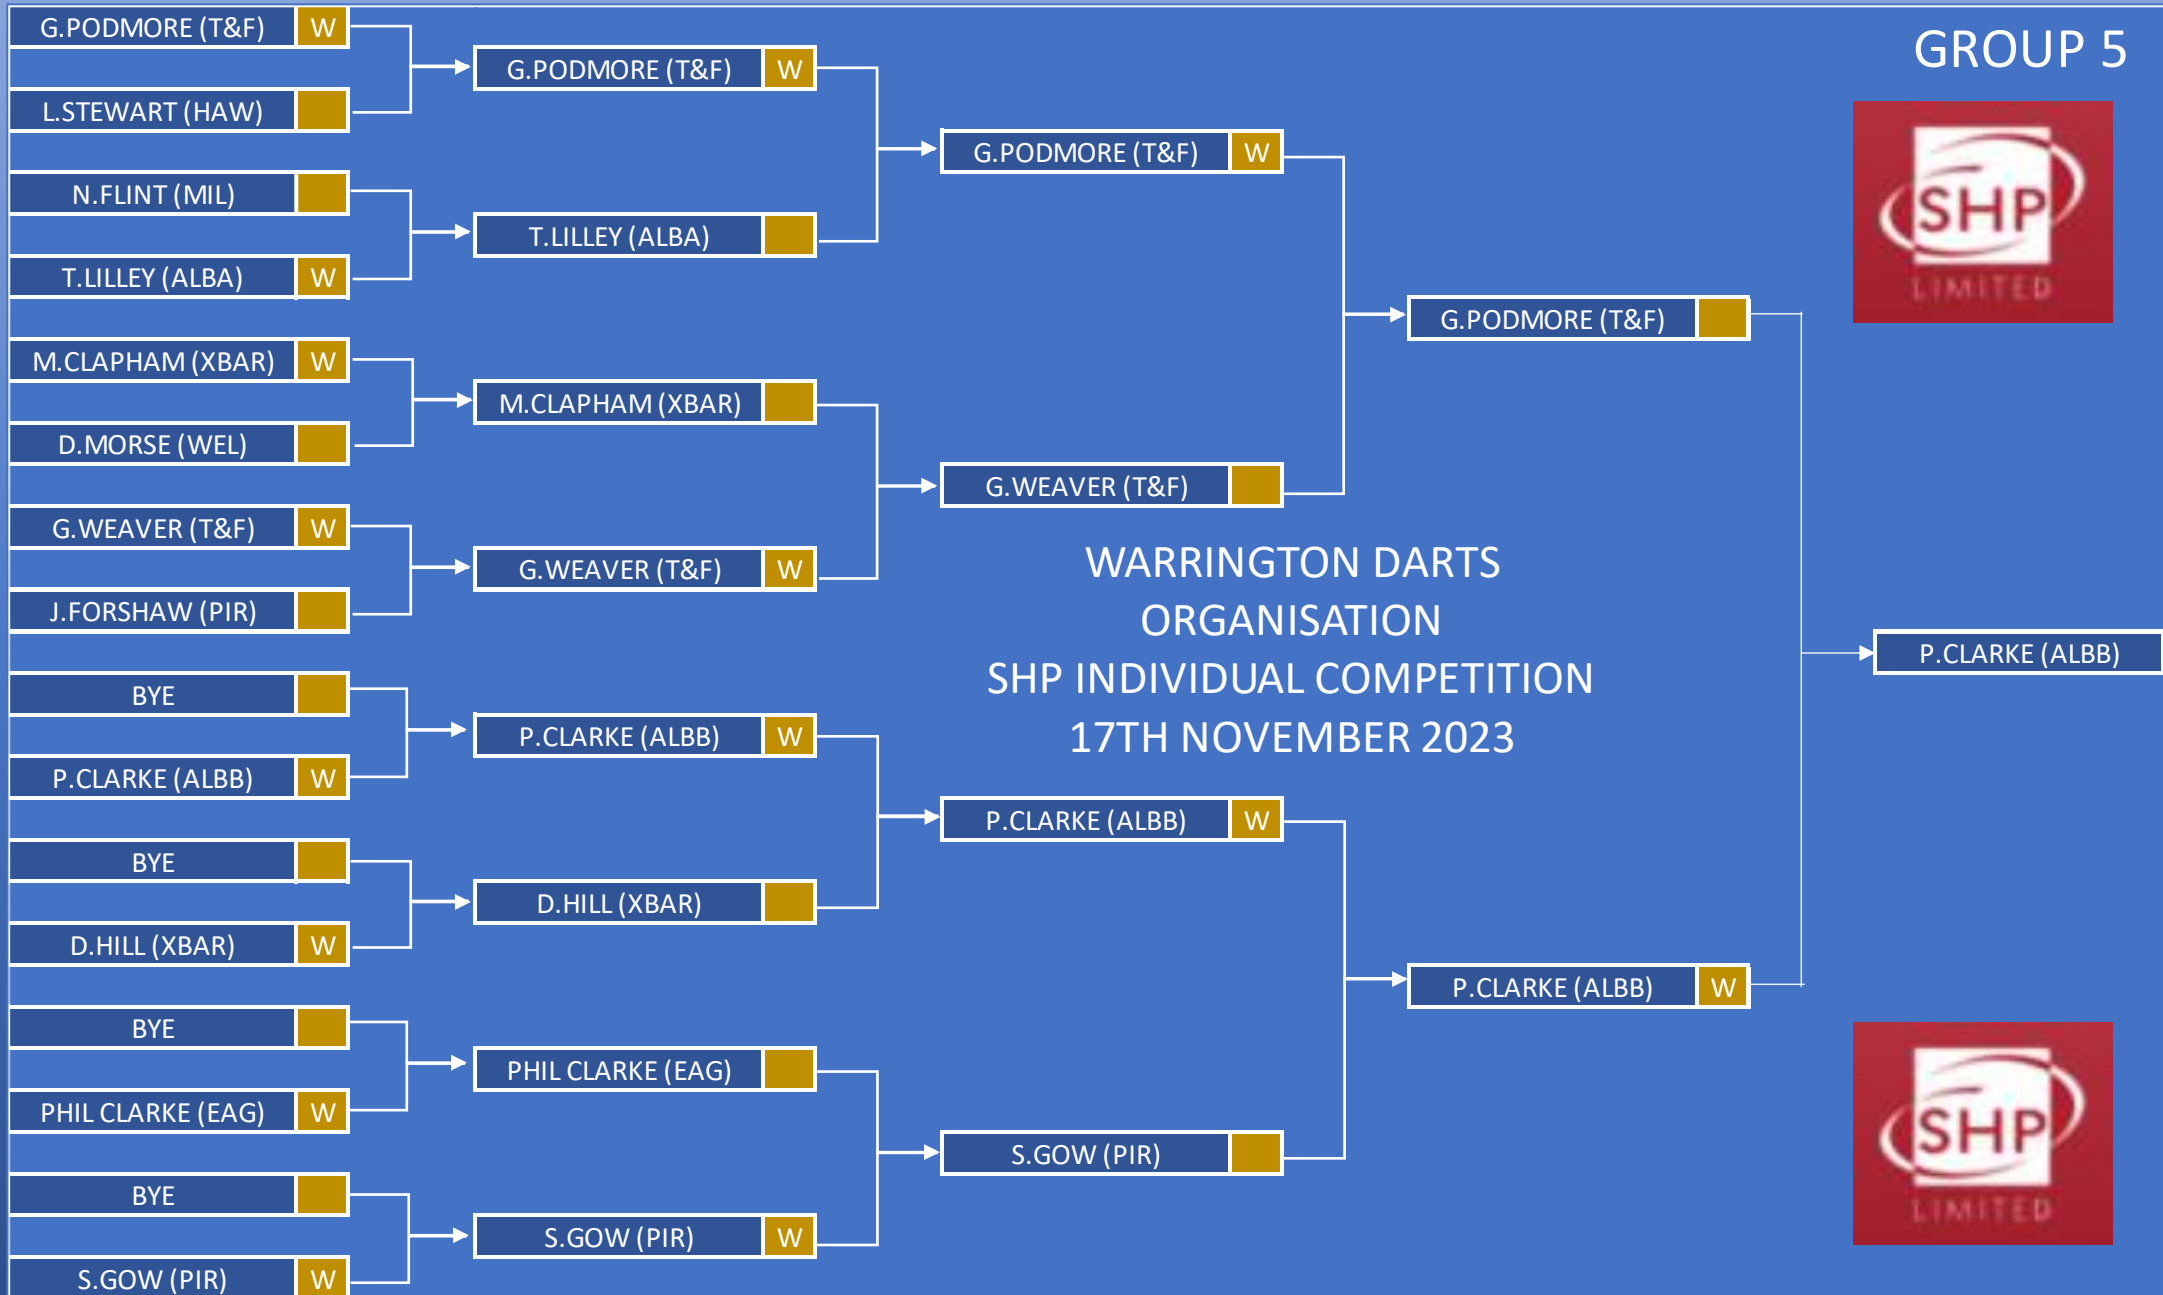 GROUP 5
SHP
LIMITED
G.PODMORE (T&F) W
L.STEWART (HAW)
N.FLINT (MIL)
T.LILLEY (ALBA) W
M.CLAPHAM (XBAR) W
D.MORSE (WEL)
G.WEAVER (T&F) W
J.FORSHAW (PIR)
BYE
P.CLARKE (ALBB) W
BYE
D.HILL (XBAR) W
BYE
PHIL CLARKE (EAG) W
BYE
S.GOW (PIR) W
G.PODMORE (T&F) W
T.LILLEY (ALBA)
M.CLAPHAM (XBAR)
G.WEAVER (T&F) W
P.CLARKE (ALBB) W
D.HILL (XBAR)
PHIL CLARKE (EAG)
S.GOW (PIR) W
G.PODMORE (T&F) W
G.WEAVER (T&F)
WARRINGTON DARTS
ORGANISATION
SHP INDIVIDUAL COMPETITION
17TH NOVEMBER 2023
P.CLARKE (ALBB) W
S.GOW (PIR)
G.PODMORE (T&F)
P.CLARKE (ALBB) W
P.CLARKE (ALBB)
SHP
LIMITED